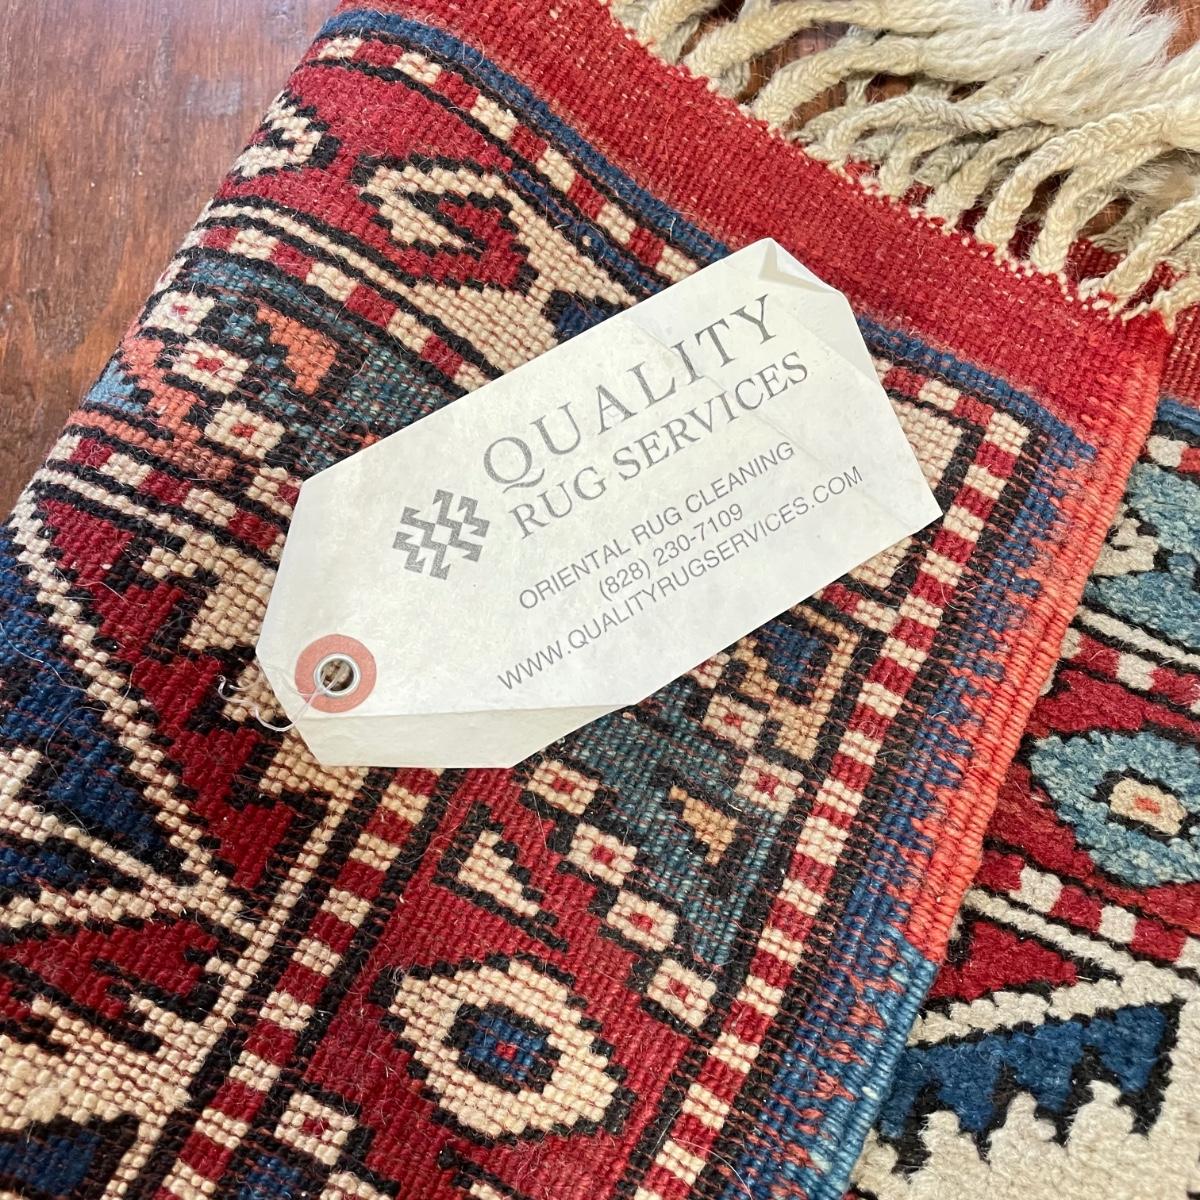 QUALITY
RUG SERVICES
ORIENTAL RUG CLEANING
(828) 230-7109
WWW.QUALITYRUGSERVICES.COM